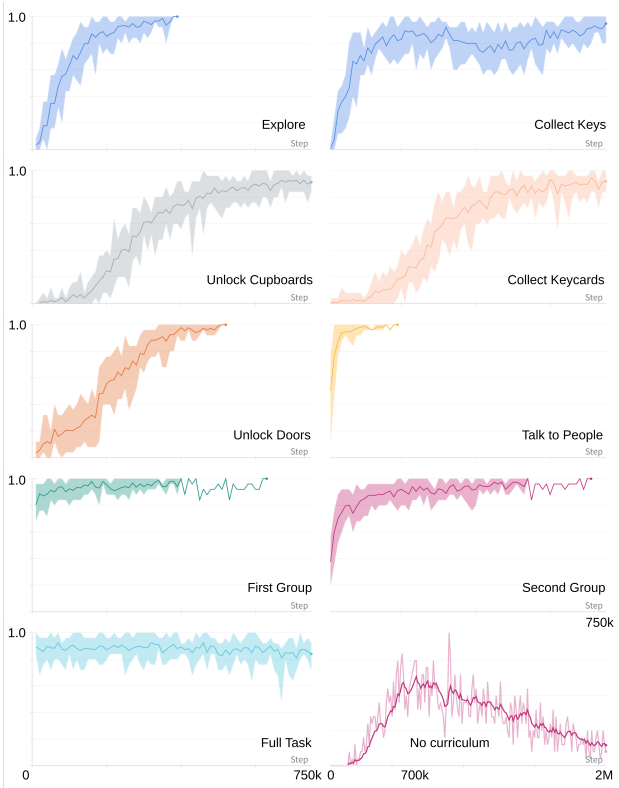 1.0
Explore
Step
Collect Keys
Step
1.0
Unlock Cupboards
Step
Collect Keycards
Step
1.0
Unlock Doors
Step
Talk to People
Step
1.0
First Group
Step
Second Group
Step
750k
1.0
Full Task
Step
No curriculum
Step
0
750k
0
700k
2M